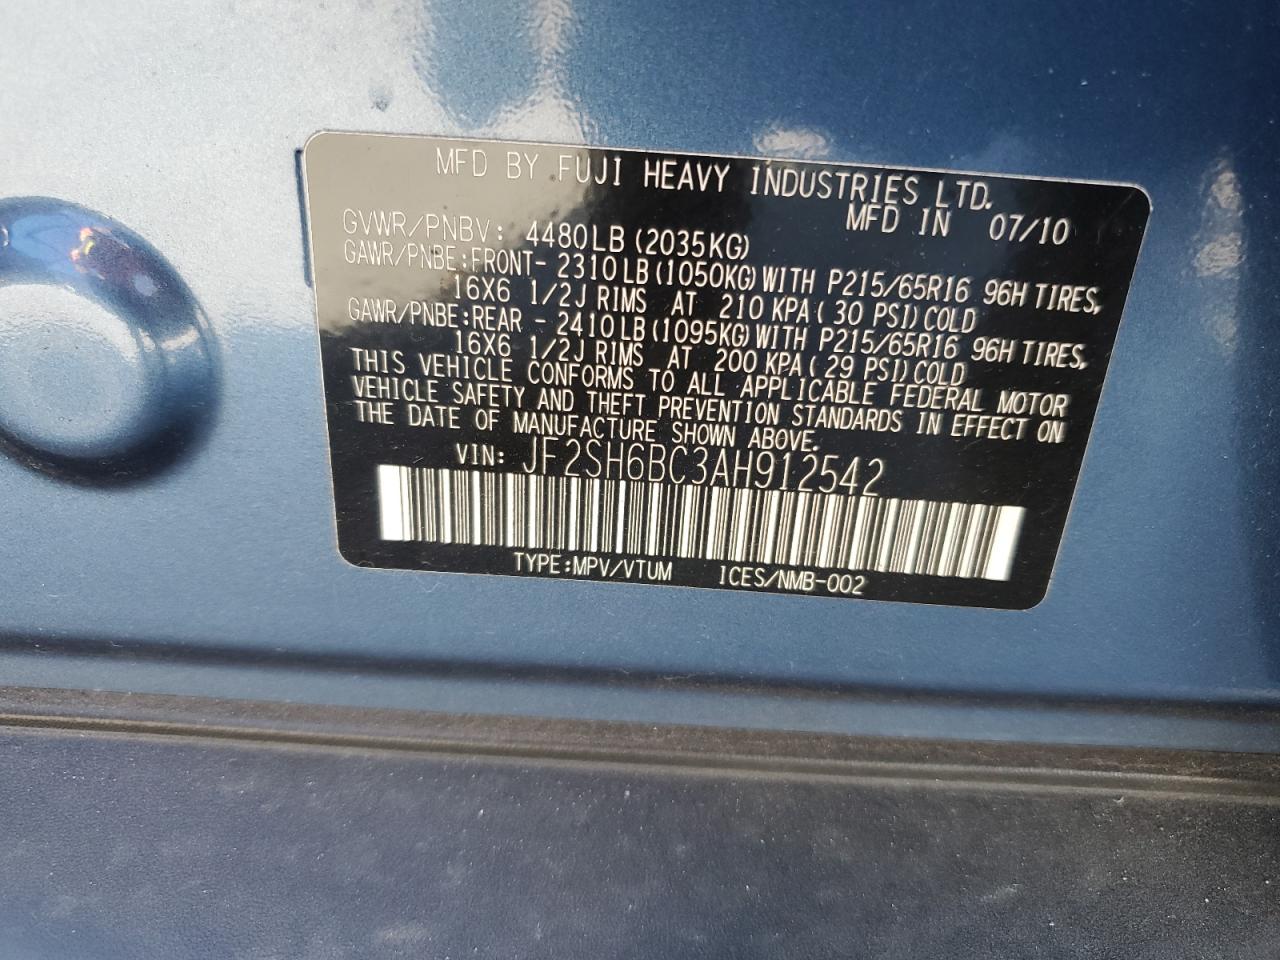 MFD BY FUJI HEAVY INDUSTRIES LTD.
MFD IN 07/10
GVWR/PNBV: 4480LB(2035KG)
GAWR/PNBE:FRONT- 2310LB(1050KG)WITH P215/65R16 96H TIRES,
16X6 1/2J RIMS AT 210 KPA( 30 PSI)COLD
GAWR/PNBE:REAR - 2410LB(1095KG)WITH P215/65R16 96H TIRES,
16X6 1/2J RIMS AT 200 KPA( 29 PSI)COLD
THIS VEHICLE CONFORMS TO ALL APPLICABLE FEDERAL MOTOR
VEHICLE SAFETY AND THEFT PREVENTION STANDARDS IN EFFECT ON
THE DATE OF MANUFACTURE SHOWN ABOVE.
VIN: JF2SH6BC3AH912542
TYPE:MPV/VTUM ICES/NMB-002